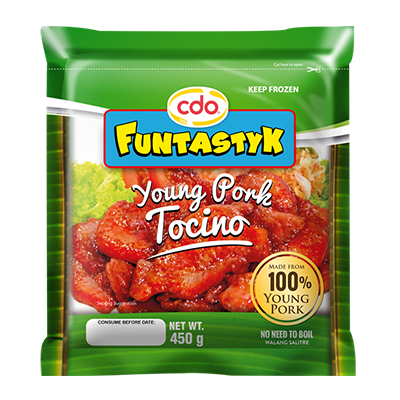 Cut here to open
KEEP FROZEN
cdo
FUNTASTYK
Young Pork
Tocino
MADE FROM
100%
YOUNG
PORK
Serving Suggestion
CONSUME BEFORE DATE:
NET WT.
450 g
NO NEED TO BOIL
WALANG SALITRE